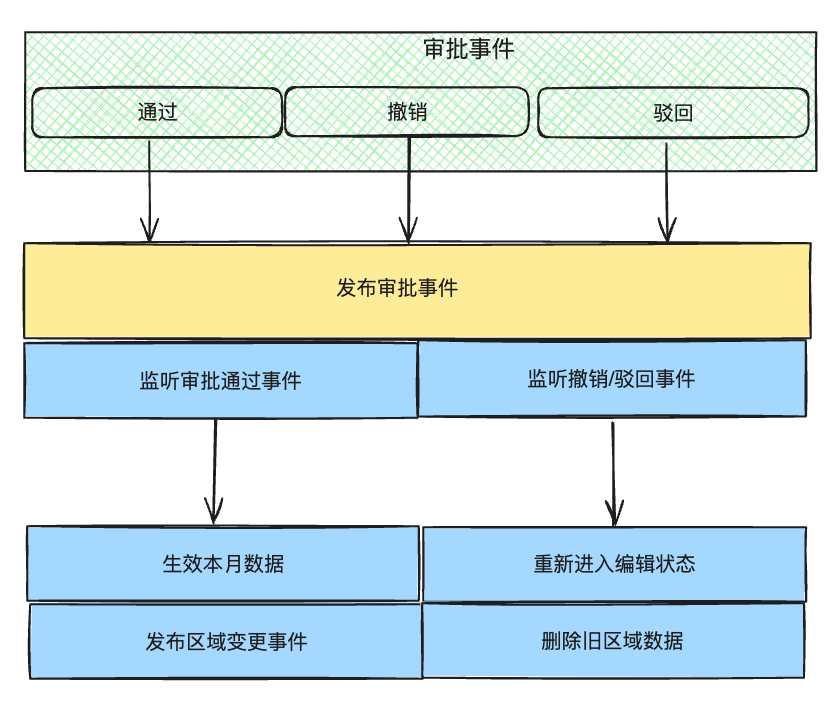 审批事件
通过
撤销
驳回
发布审批事件
监听审批通过事件
监听撤销/驳回事件
生效本月数据
重新进入编辑状态
发布区域变更事件
删除旧区域数据